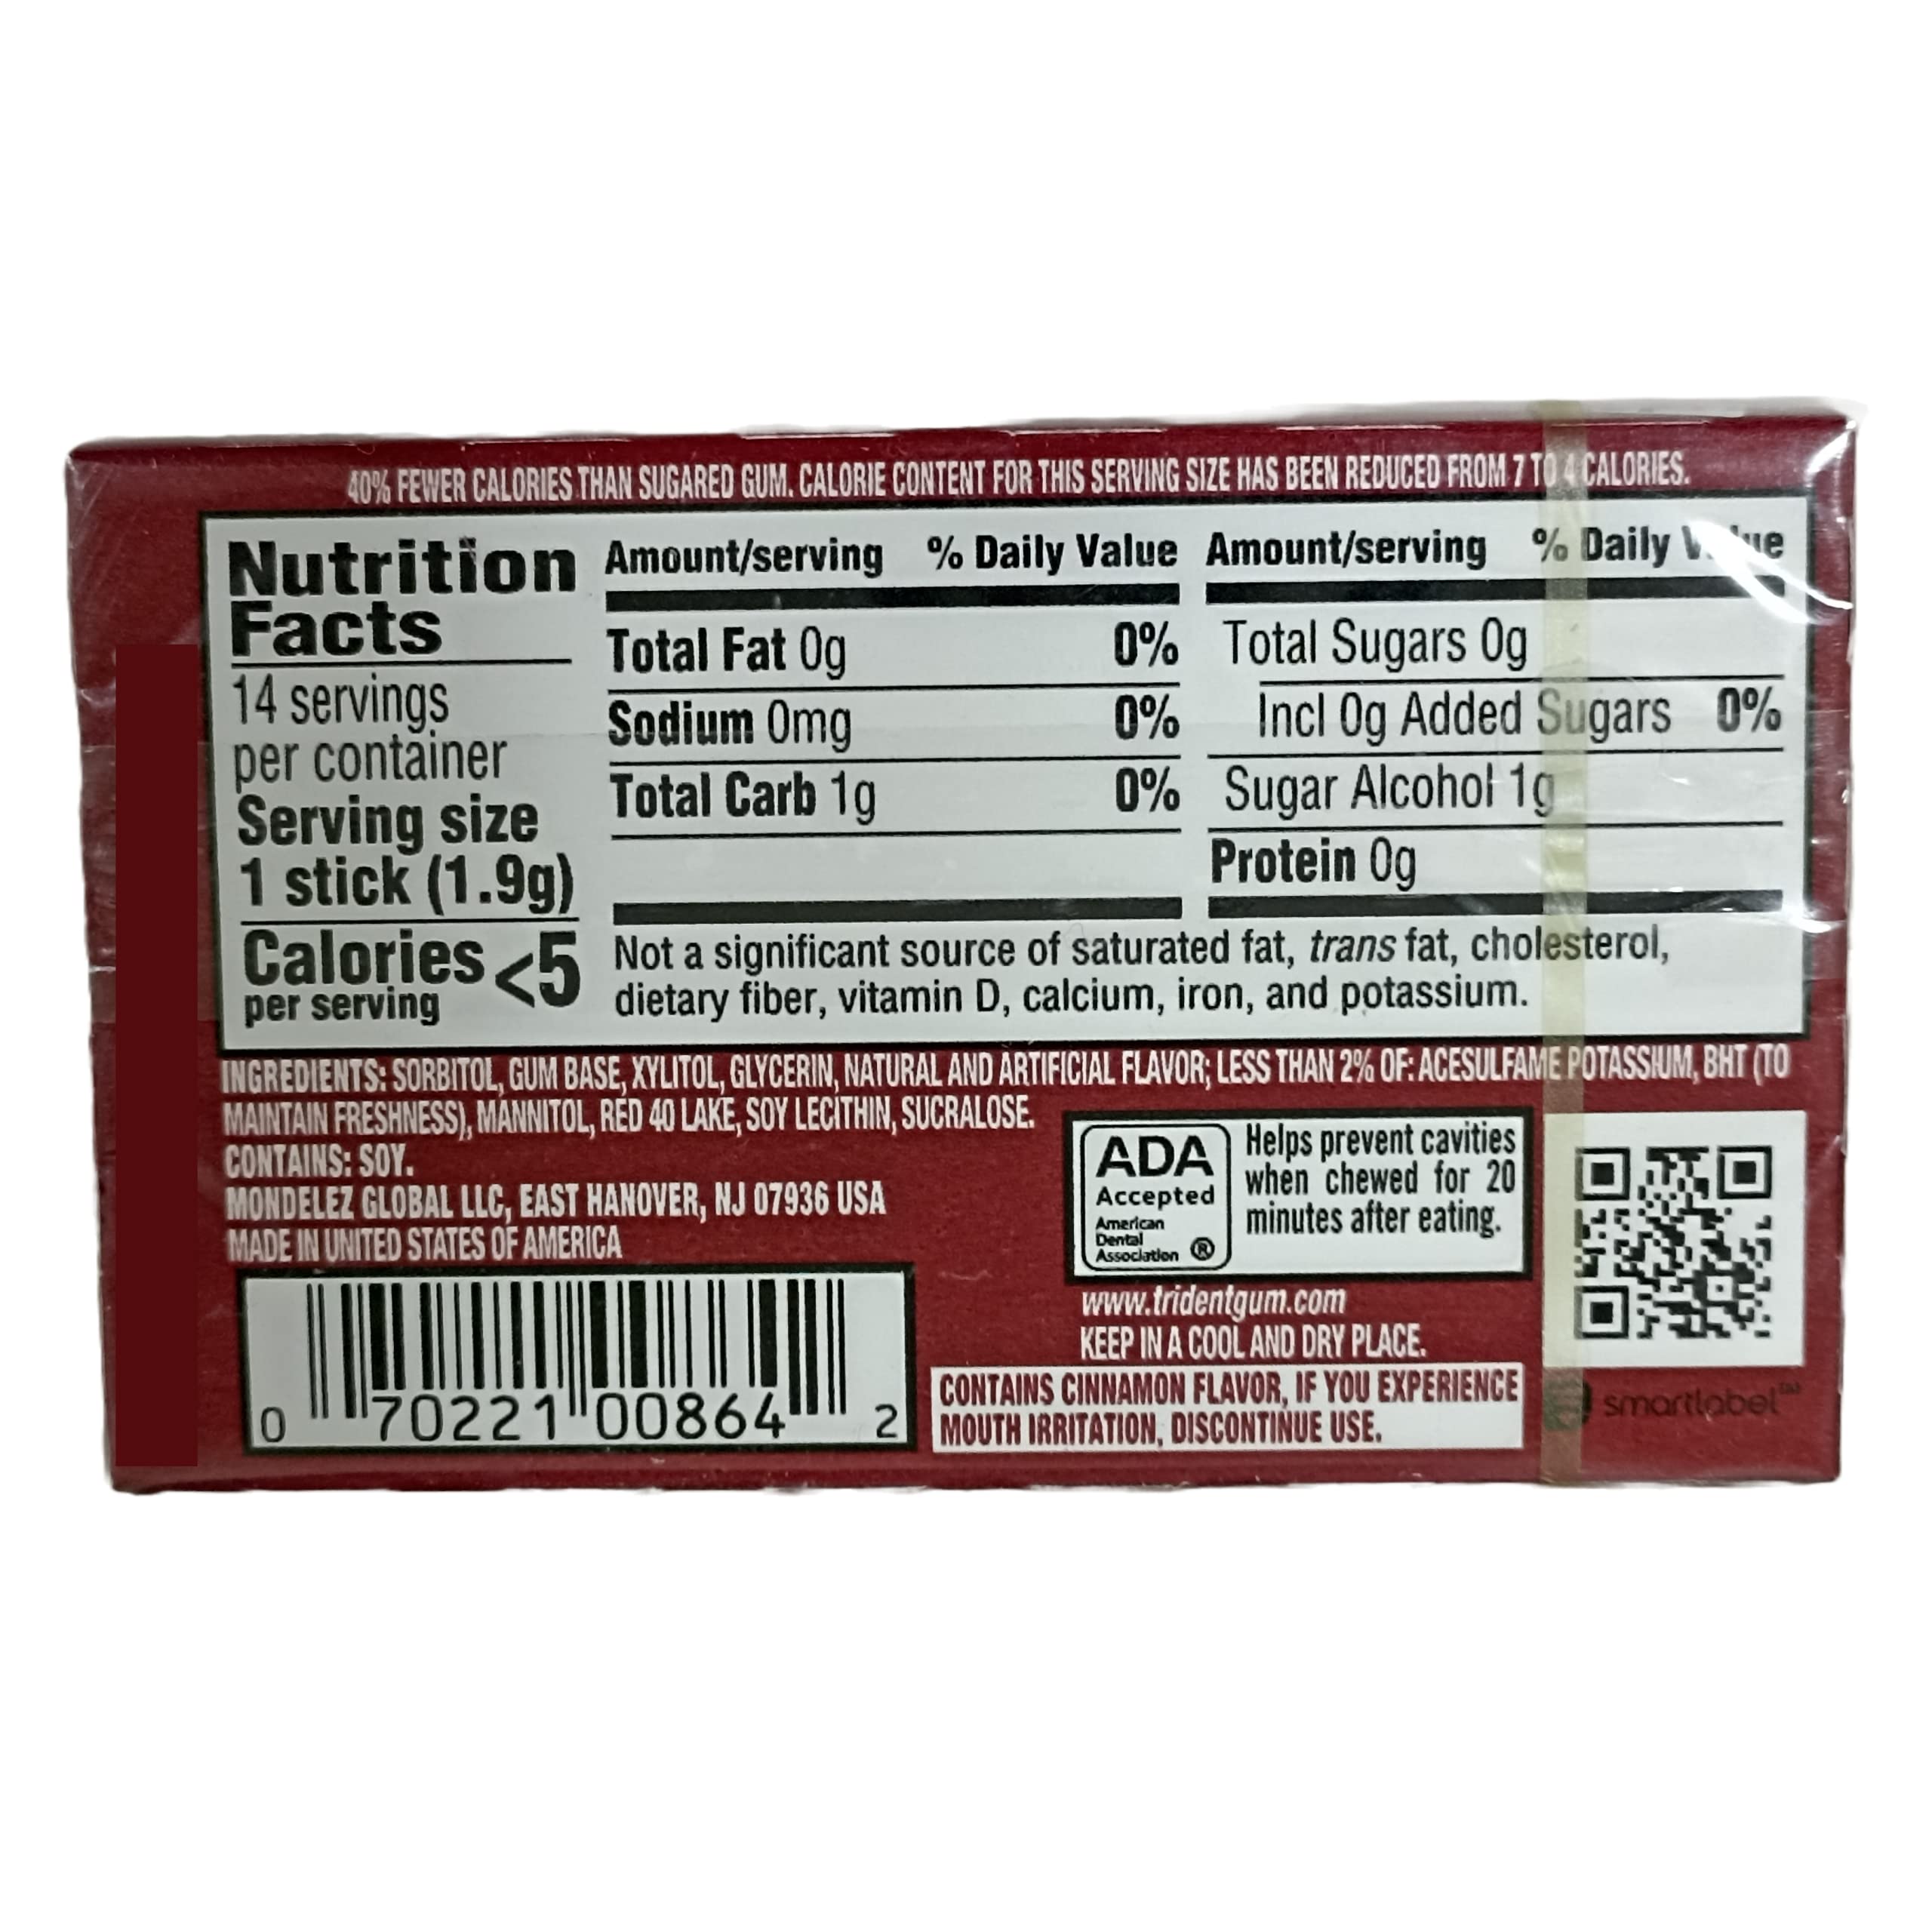 40% FEWER CALORIES THAN SUGARED GUM. CALORIE CONTENT FOR THIS SERVING SIZE HAS BEEN REDUCED FROM 7 TO 4 CALORIES.
Nutrition
Facts
14 servings
per container
Serving size
1 stick (1.9g)
Calories <5
per serving
Amount/serving % Daily Value
Total Fat 0g 0%
Sodium 0mg 0%
Total Carb 1g 0%
Amount/serving % Daily Value
Total Sugars 0g
Incl 0g Added Sugars 0%
Sugar Alcohol 1g
Protein 0g
Not a significant source of saturated fat, trans fat, cholesterol,
dietary fiber, vitamin D, calcium, iron, and potassium.
INGREDIENTS: SORBITOL, GUM BASE, XYLITOL, GLYCERIN, NATURAL AND ARTIFICIAL FLAVOR; LESS THAN 2% OF: ACESULFAME POTASSIUM, BHT (TO
MAINTAIN FRESHNESS), MANNITOL, RED 40 LAKE, SOY LECITHIN, SUCRALOSE.
CONTAINS: SOY.
MONDELEZ GLOBAL LLC, EAST HANOVER, NJ 07936 USA
MADE IN UNITED STATES OF AMERICA
0 70221 00864 2
ADA
Accepted
American
Dental
Association ®
Helps prevent cavities
when chewed for 20
minutes after eating.
www.tridentgum.com
KEEP IN A COOL AND DRY PLACE.
CONTAINS CINNAMON FLAVOR, IF YOU EXPERIENCE
MOUTH IRRITATION, DISCONTINUE USE.
smartlabel™